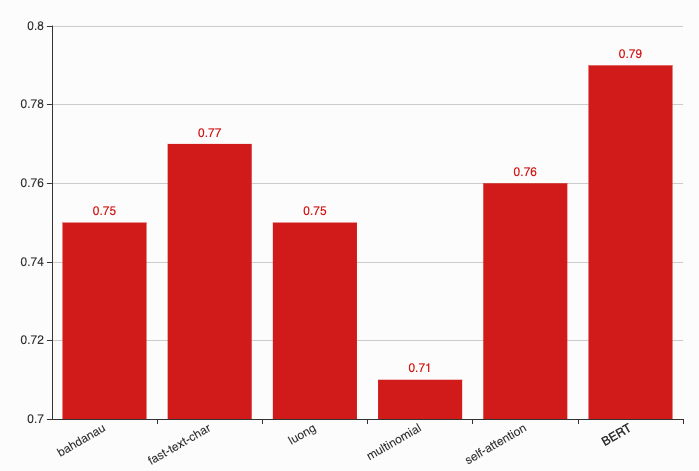 0.8
0.79
0.78
0.77
0.76
0.76
0.75
0.75
0.74
0.72
0.71
0.7
bahdanau
fast-text-char
luong
multinomial
self-attention
BERT